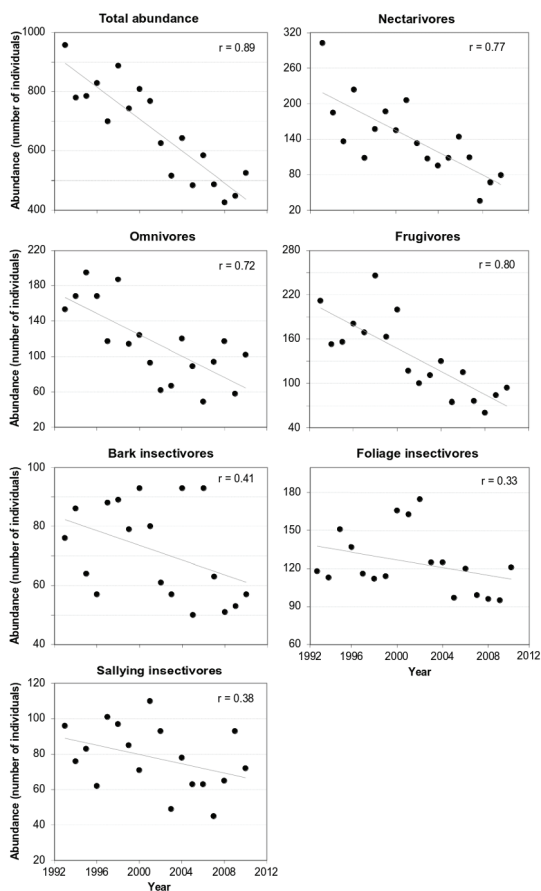 Total abundance
Abundance (number of individuals)
1000
800
600
400
r = 0.89
Nectarivores
320
260
200
140
80
20
r = 0.77
Omnivores
Abundance (number of individuals)
220
180
140
100
60
20
r = 0.72
Frugivores
280
220
160
100
40
r = 0.80
Bark insectivores
Abundance (number of individuals)
100
80
60
40
r = 0.41
Foliage insectivores
180
150
120
90
60
r = 0.33
1992 1996 2000 2004 2008 2012
Year
Sallying insectivores
Abundance (number of individuals)
120
100
80
60
40
20
r = 0.38
1992 1996 2000 2004 2008 2012
Year